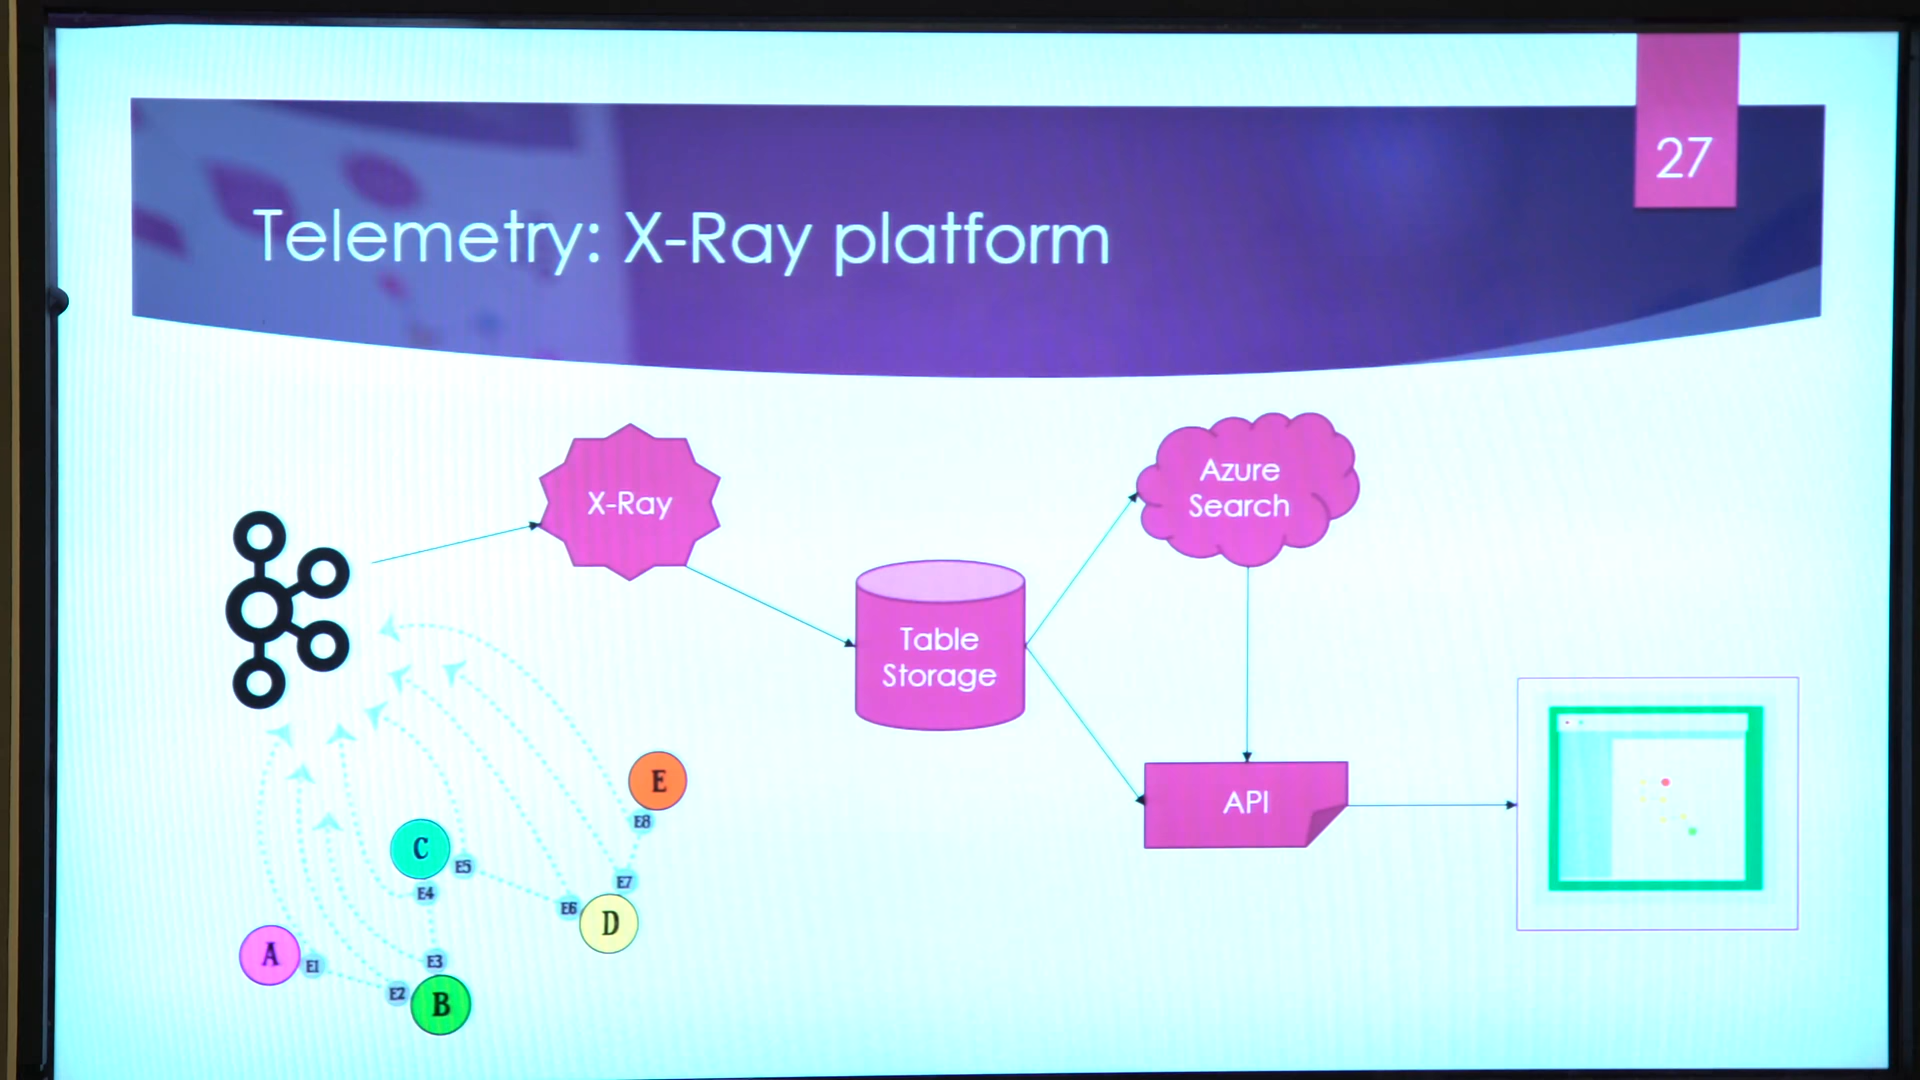 27
Telemetry: X-Ray platform
X-Ray
Azure
Search
Table
Storage
API
E
E8
C
E5
E4
E7
E6
D
A
E1
E3
E2
B